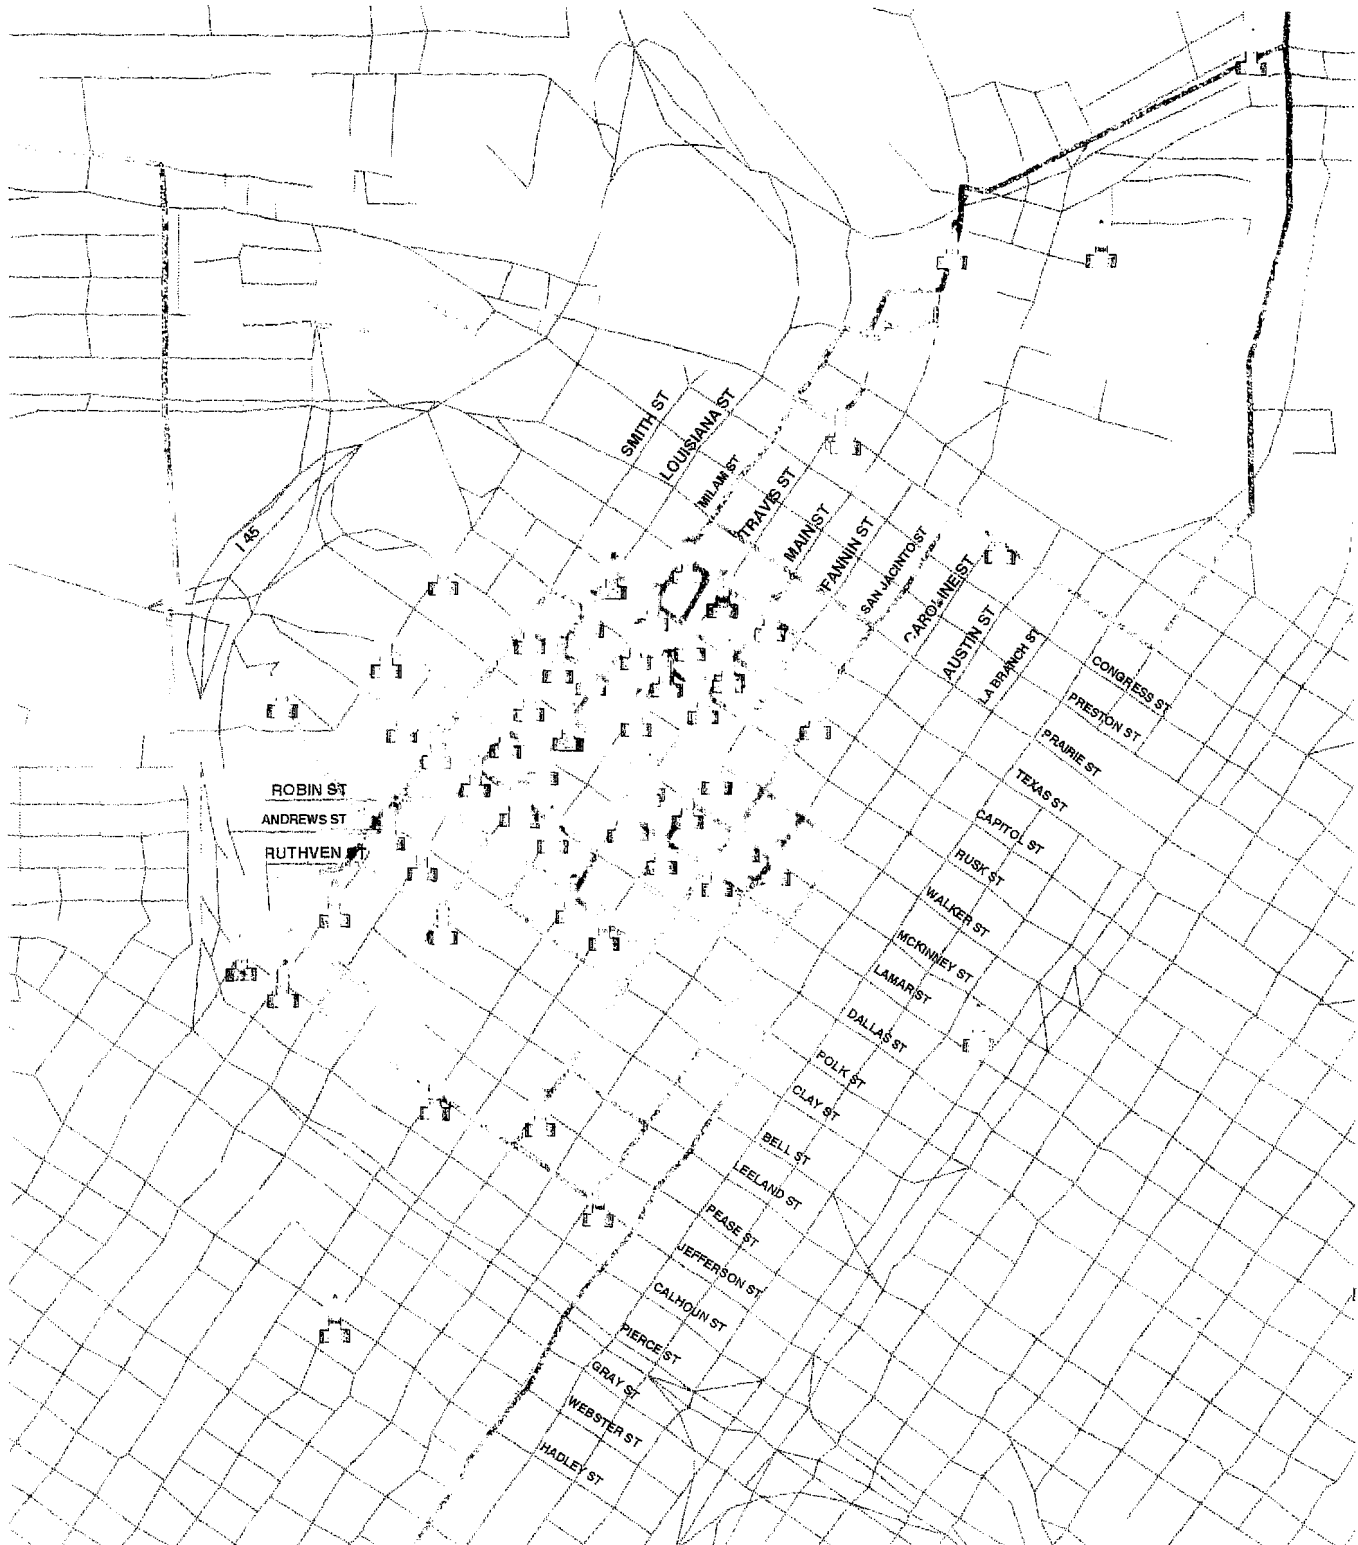 SMITH ST
LOUISIANA ST
MILAM ST
TRAVIS ST
MAIN ST
FANNIN ST
SAN JACINTO ST
CAROLINE ST
AUSTIN ST
LA BRANCH ST
CONGRESS ST
PRESTON ST
PRAIRIE ST
TEXAS ST
CAPITOL ST
RUSK ST
WALKER ST
MCKINNEY ST
LAMAR ST
DALLAS ST
POLK ST
CLAY ST
BELL ST
LEELAND ST
PEASE ST
JEFFERSON ST
CALHOUN ST
PIERCE ST
GRAY ST
WEBSTER ST
HADLEY ST
I 45
ROBIN ST
ANDREWS ST
RUTHVEN ST